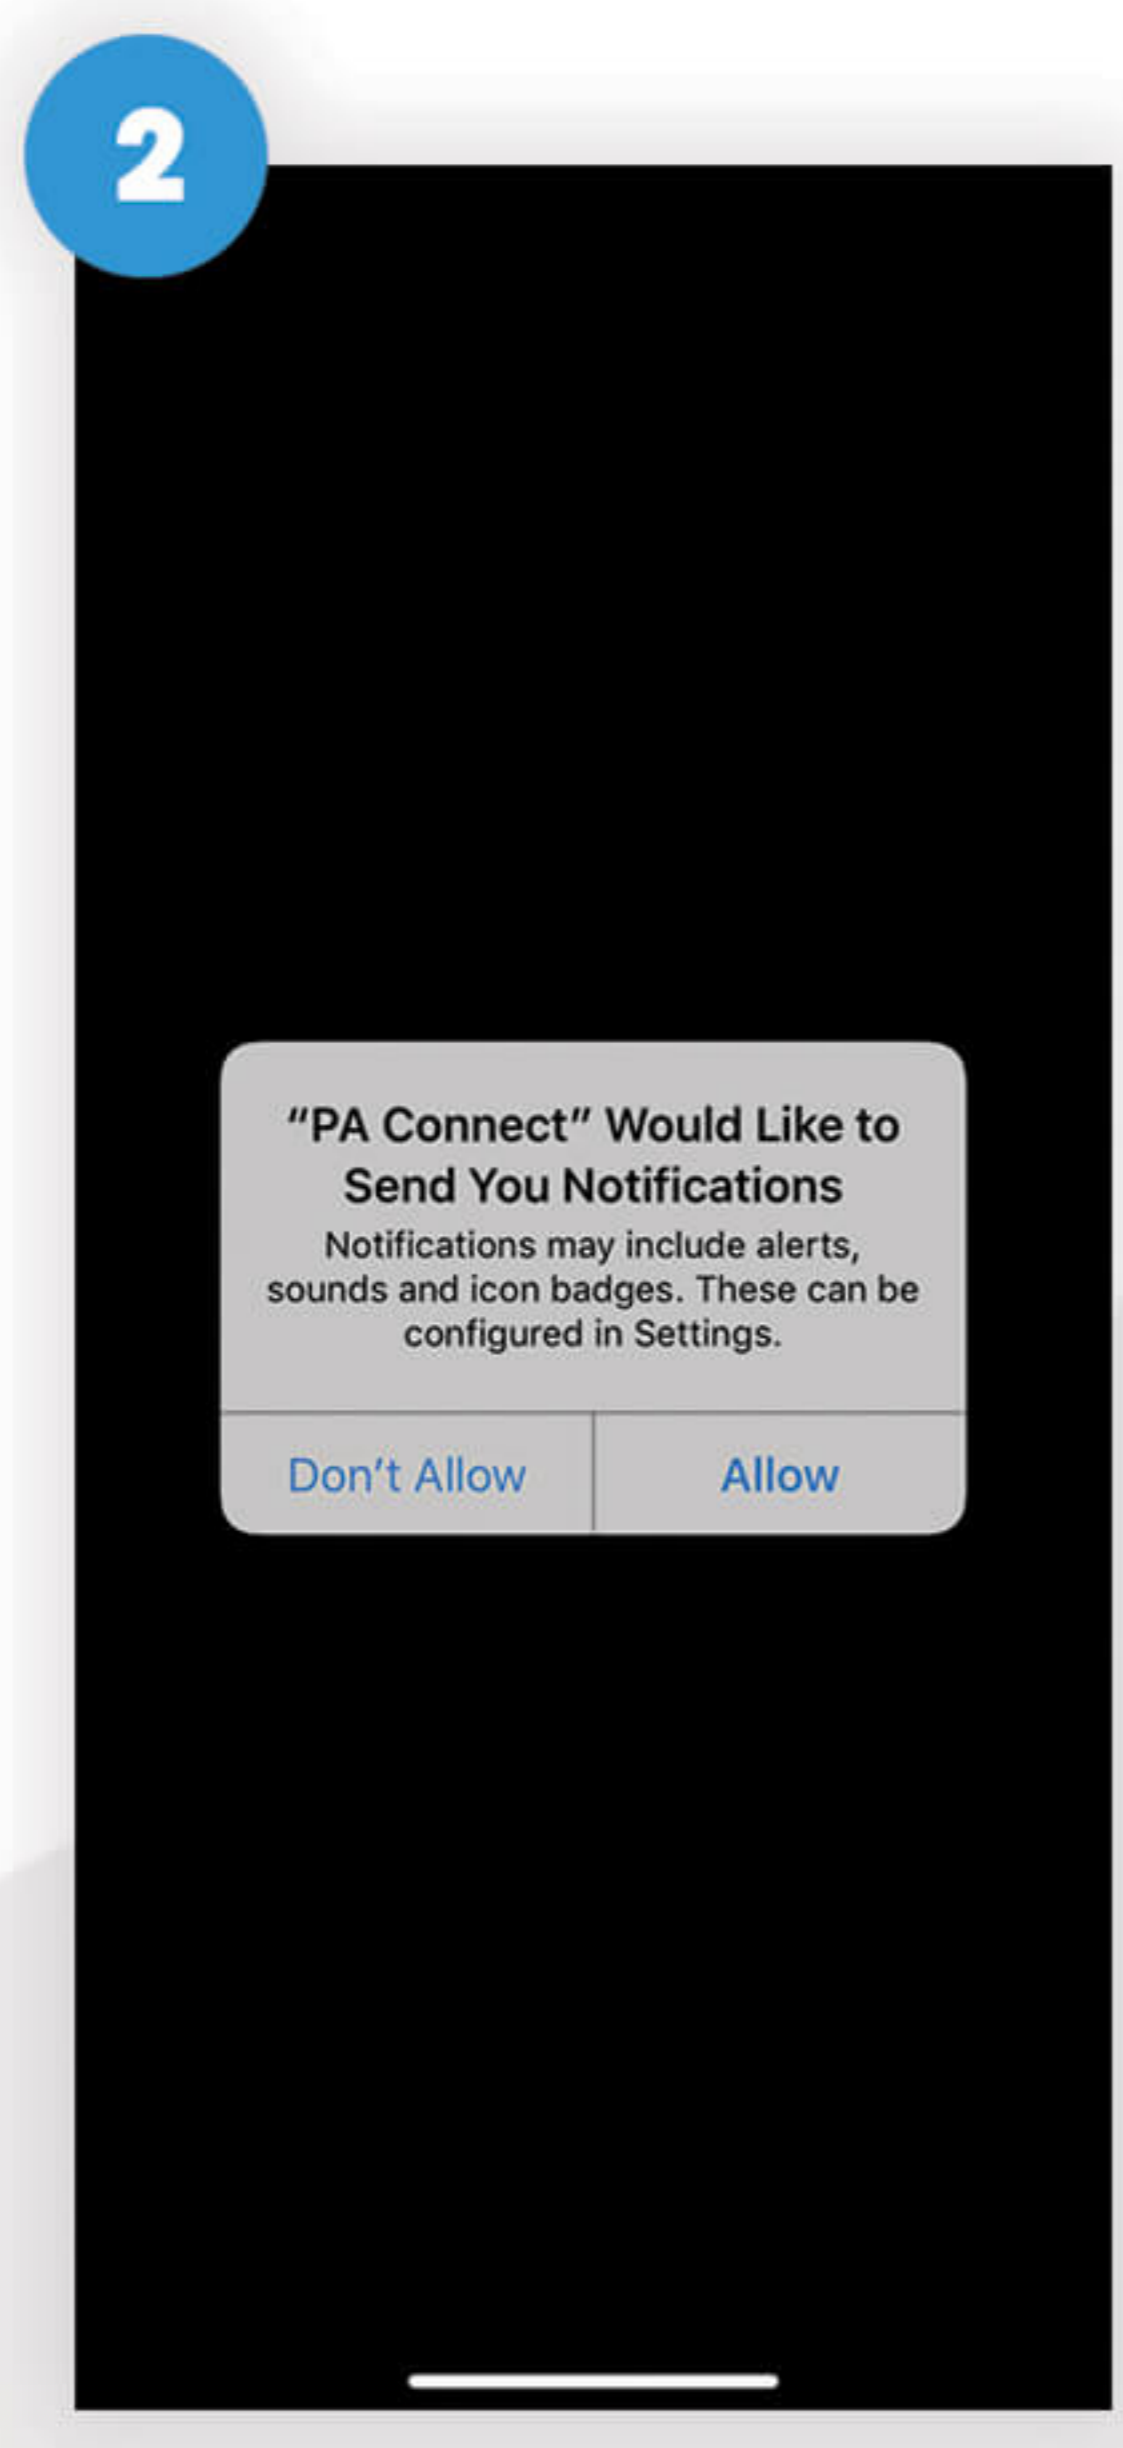 2
“PA Connect” Would Like to
Send You Notifications
Notifications may include alerts,
sounds and icon badges. These can be
configured in Settings.
Don’t Allow
Allow